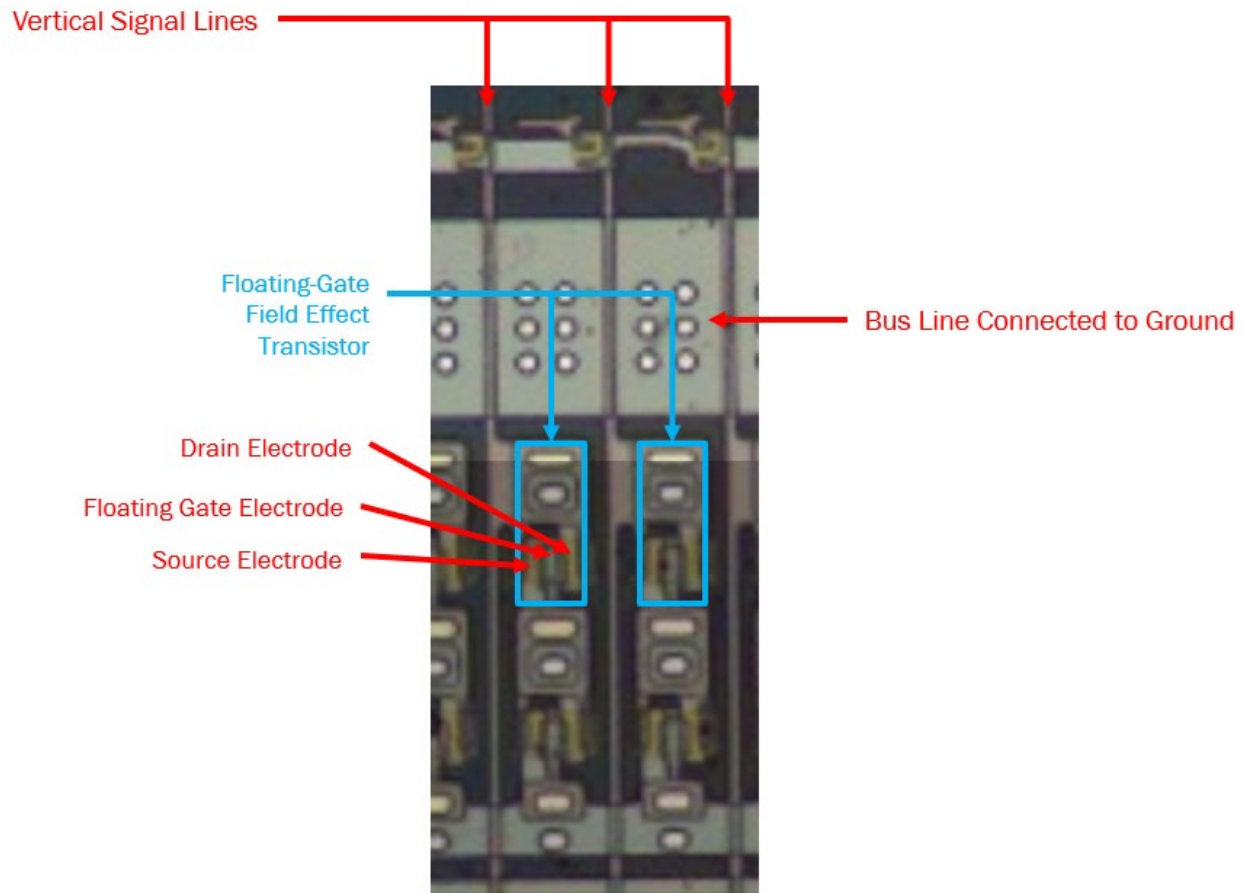 Vertical Signal Lines
Floating-Gate
Field Effect
Transistor
Bus Line Connected to Ground
Drain Electrode
Floating Gate Electrode
Source Electrode